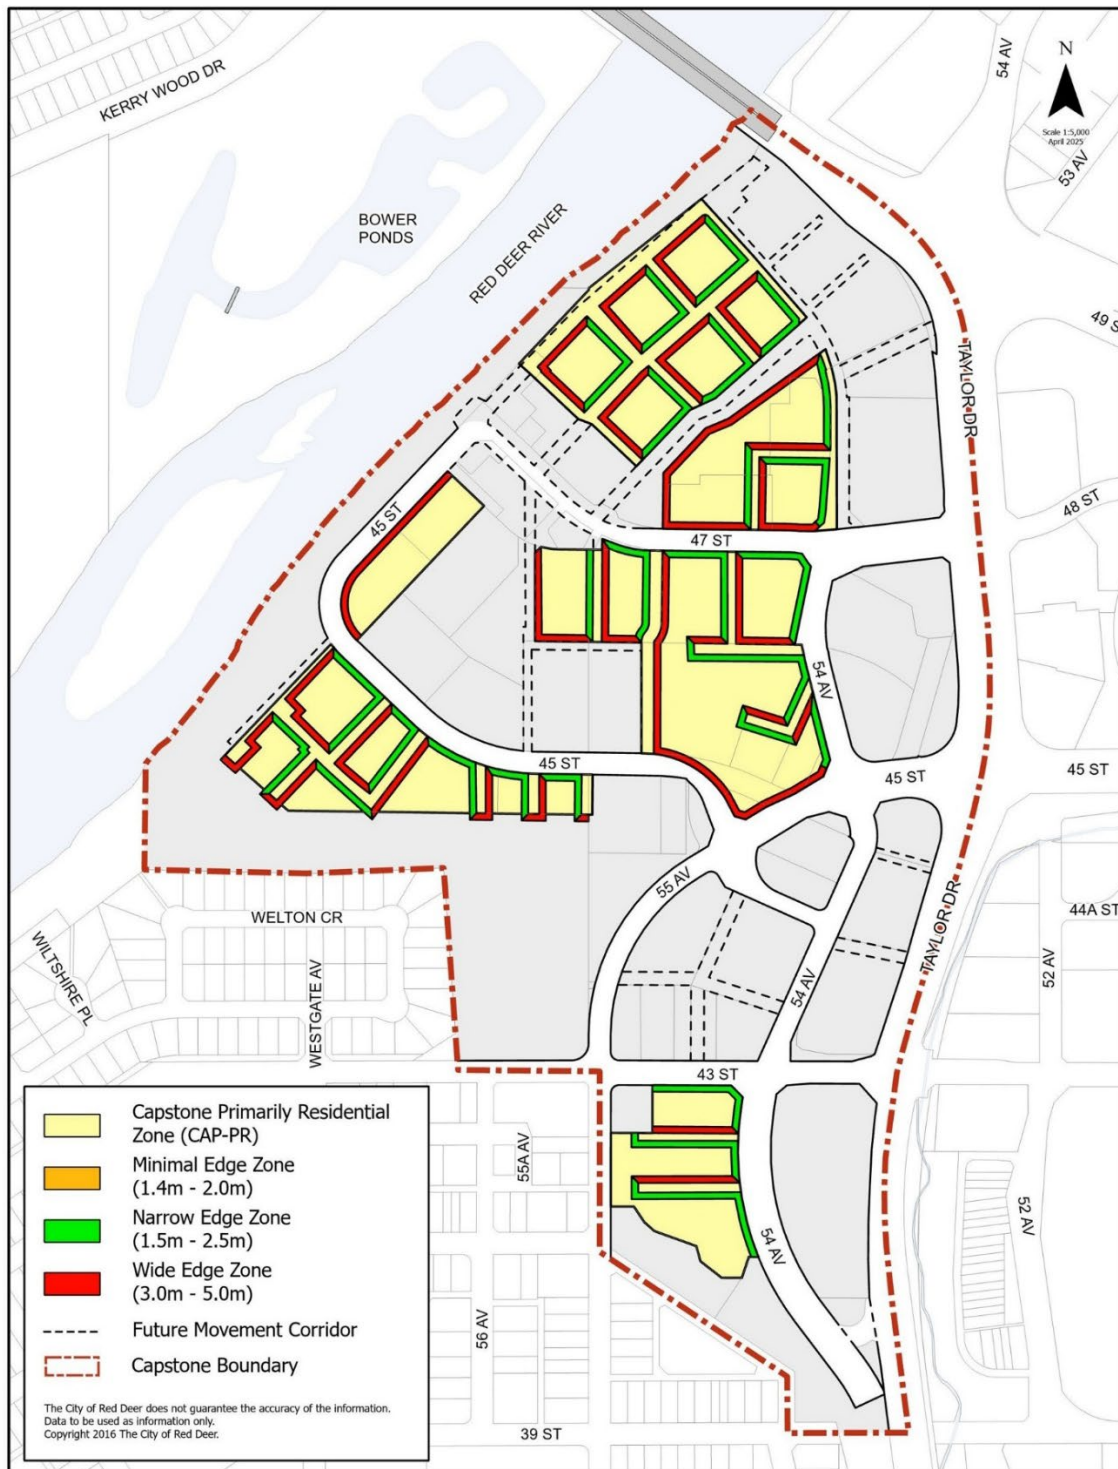 KERRY WOOD DR
54 AV
N
Scale 1:5,000
April 2025
53 AV
BOWER
PONDS
RED DEER RIVER
49 S
TAYLOR DR
48 ST
45 ST
47 ST
54 AV
45 ST
45 ST
45 ST
55 AV
TAYLOR DR
44A ST
WELTON CR
WILTSHIRE PL
WESTGATE AV
54 AV
52 AV
43 ST
55A AV
52 AV
54 AV
56 AV
39 ST
Capstone Primarily Residential
Zone (CAP-PR)
Minimal Edge Zone
(1.4m - 2.0m)
Narrow Edge Zone
(1.5m - 2.5m)
Wide Edge Zone
(3.0m - 5.0m)
Future Movement Corridor
Capstone Boundary
The City of Red Deer does not guarantee the accuracy of the information.
Data to be used as information only.
Copyright 2016 The City of Red Deer.